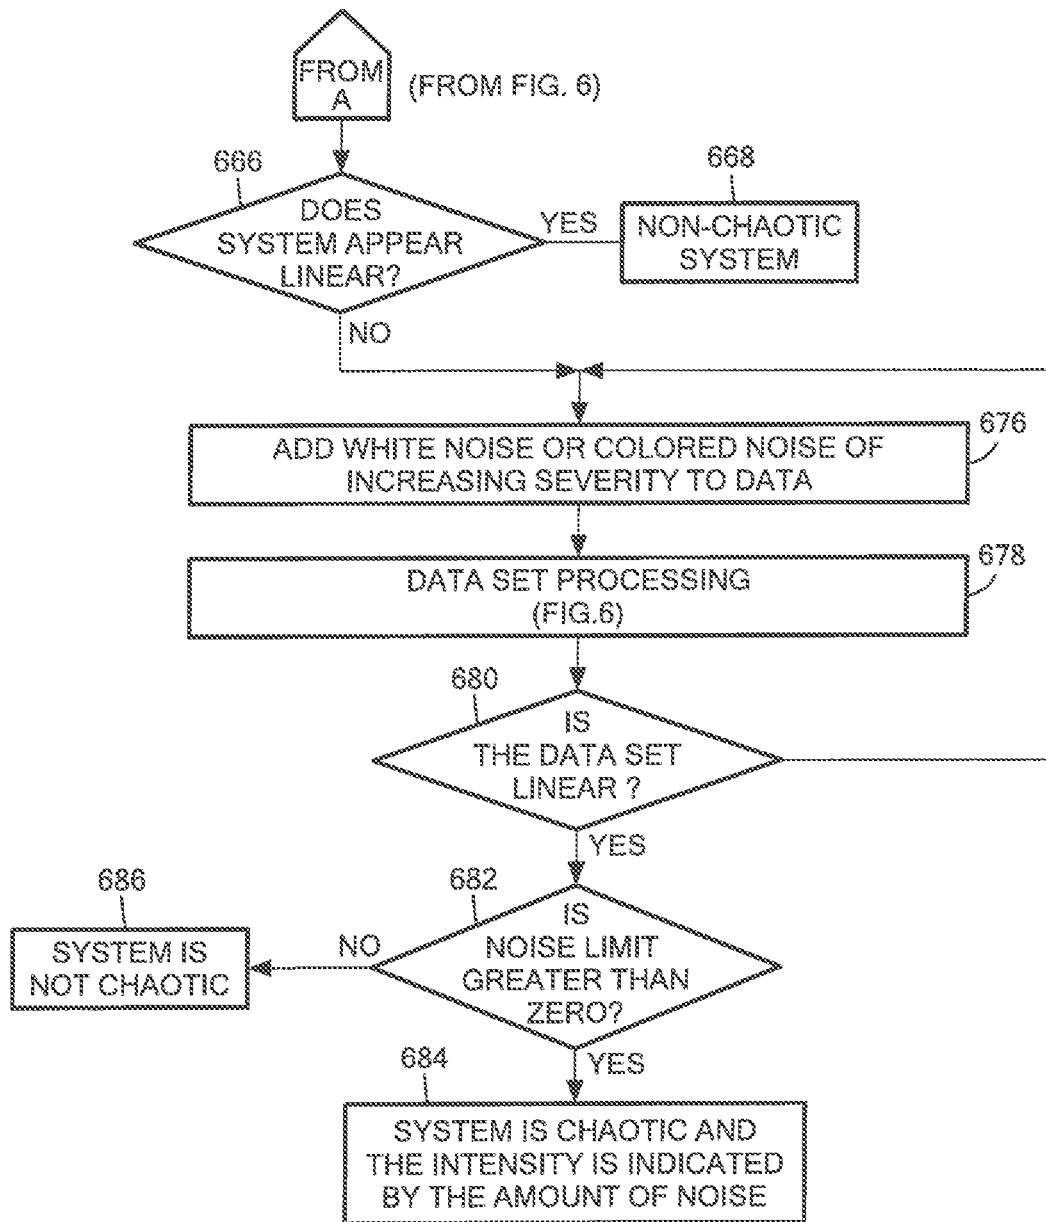 FROM
A
(FROM FIG. 6)
666
DOES
SYSTEM APPEAR
LINEAR?
YES
668
NON-CHAOTIC
SYSTEM
NO
676
ADD WHITE NOISE OR COLORED NOISE OF
INCREASING SEVERITY TO DATA
678
DATA SET PROCESSING
(FIG.6)
680
IS
THE DATA SET
LINEAR ?
YES
682
IS
NOISE LIMIT
GREATER THAN
ZERO?
NO
686
SYSTEM IS
NOT CHAOTIC
YES
684
SYSTEM IS CHAOTIC AND
THE INTENSITY IS INDICATED
BY THE AMOUNT OF NOISE